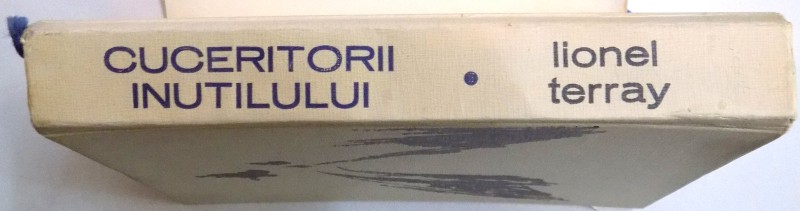 CUCERITORII
INUTILULUI
lionel
terray